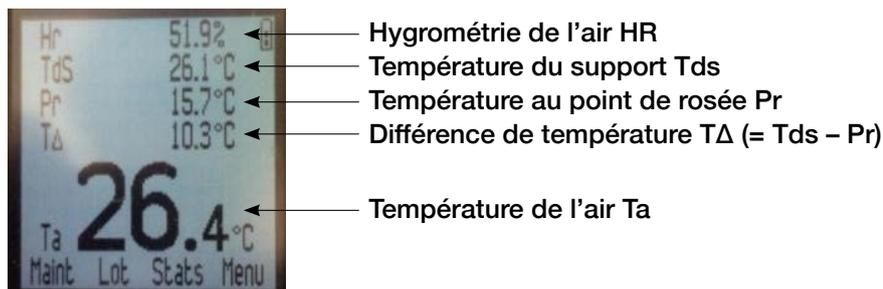 Hr 51.9%
TdS 26.1°C
Pr 15.7°C
T∆ 10.3°C
Ta 26.4°C
Maint Lot Stats Menu
Hygrométrie de l’air HR
Température du support Tds
Température au point de rosée Pr
Différence de température T∆ (= Tds – Pr)
Température de l’air Ta